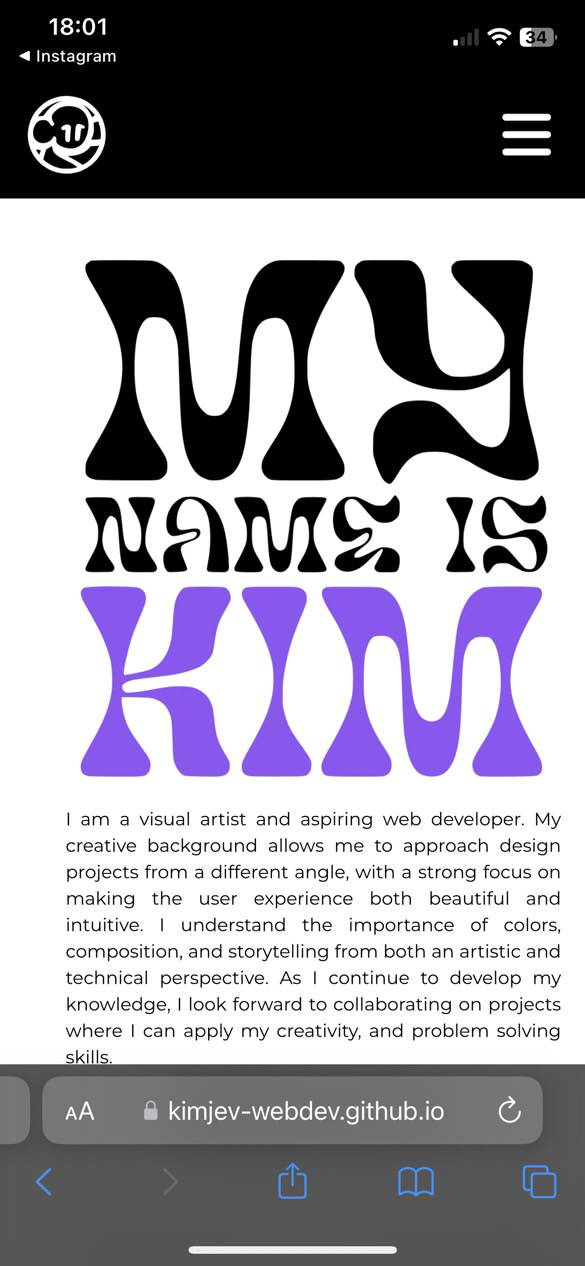 18:01
34
◀ Instagram
MY
NAME IS
KIM
I am a visual artist and aspiring web developer. My
creative background allows me to approach design
projects from a different angle, with a strong focus on
making the user experience both beautiful and
intuitive. I understand the importance of colors,
composition, and storytelling from both an artistic and
technical perspective. As I continue to develop my
knowledge, I look forward to collaborating on projects
where I can apply my creativity, and problem solving
skills.
AA kimjev-webdev.github.io